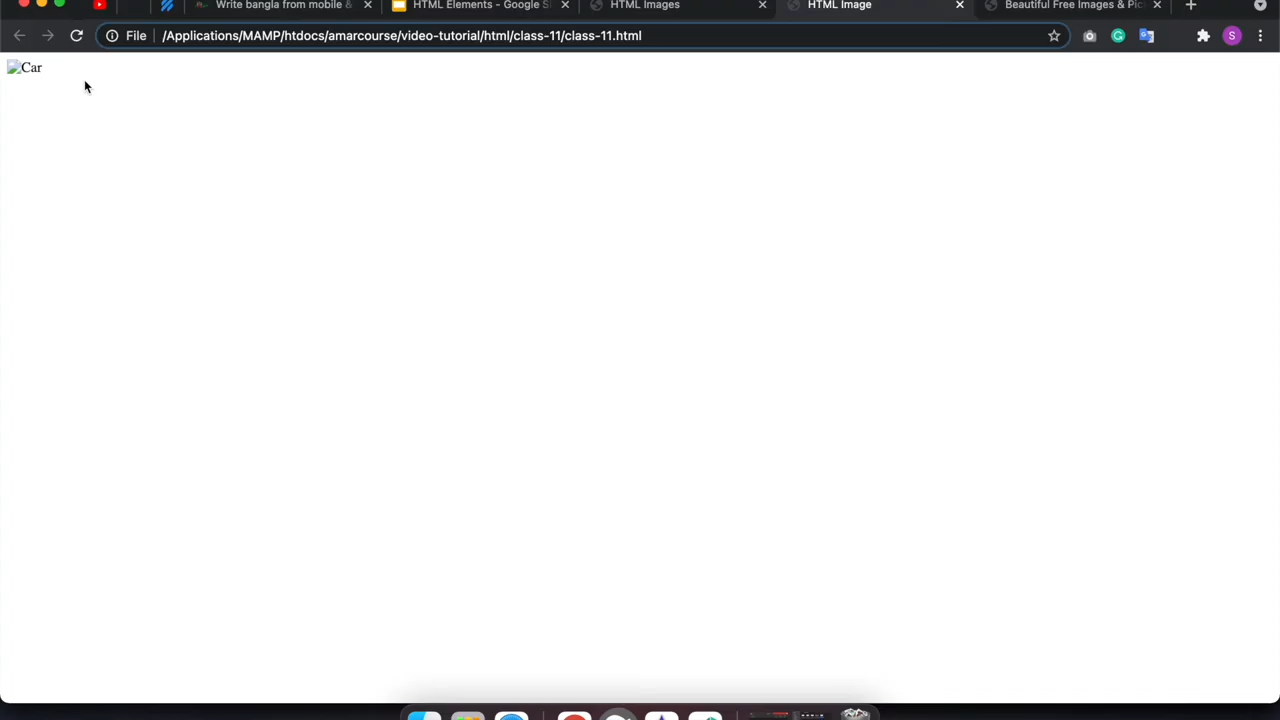 Write bangla from mobile &
HTML Elements - Google Sl
HTML Images
HTML Image
Beautiful Free Images & Pic
File
/Applications/MAMP/htdocs/amarcourse/video-tutorial/html/class-11/class-11.html
S
Car